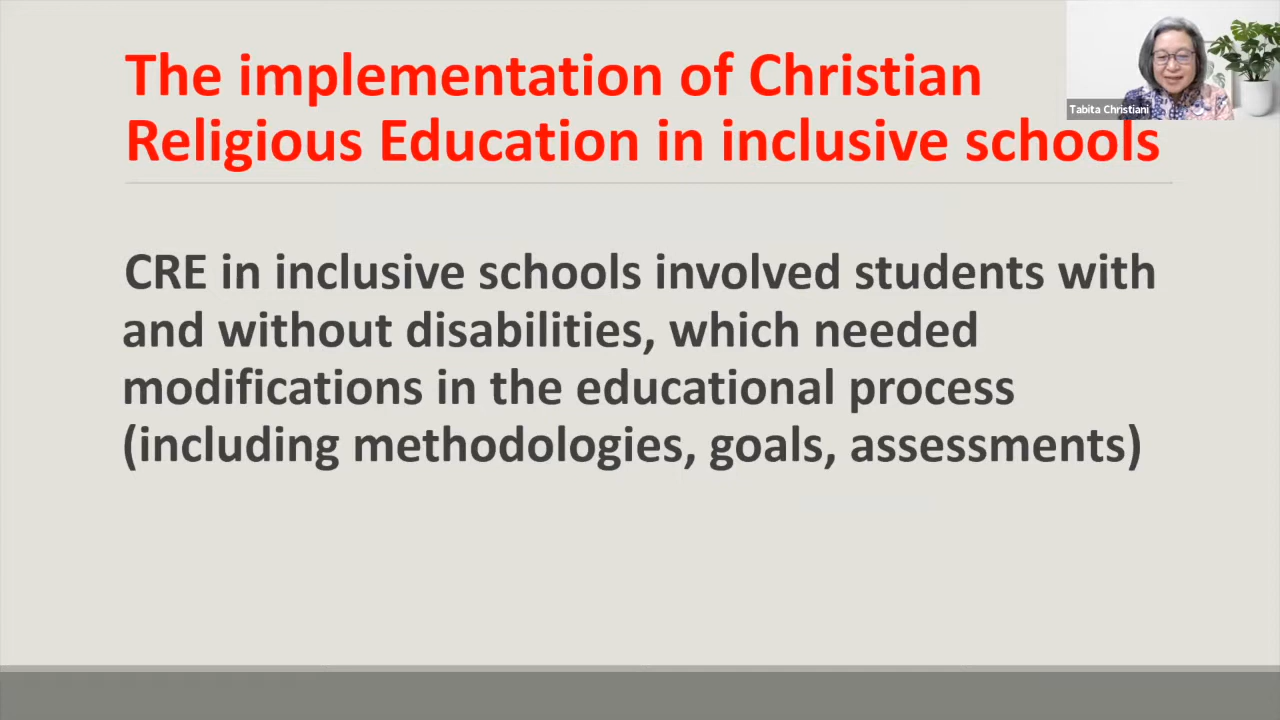 The implementation of Christian
Religious Education in inclusive schools
Tabita Christiani
CRE in inclusive schools involved students with
and without disabilities, which needed
modifications in the educational process
(including methodologies, goals, assessments)